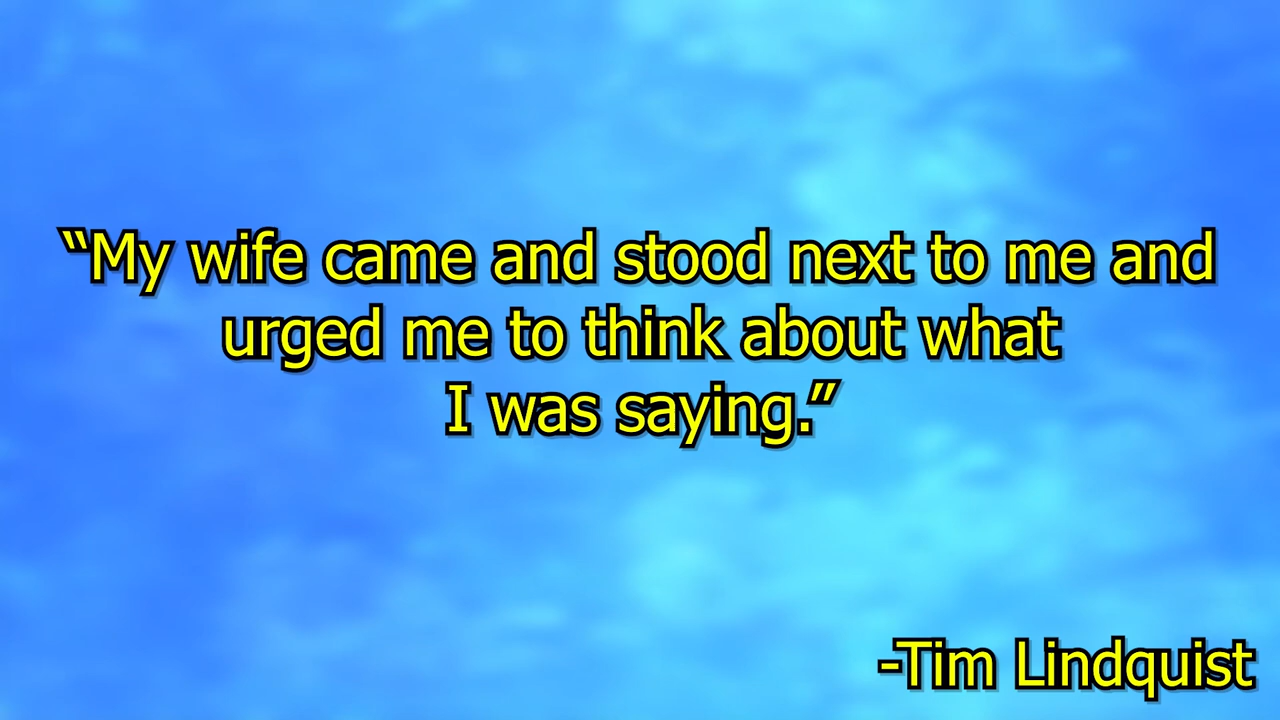 “My wife came and stood next to me and
urged me to think about what
I was saying.”
-Tim Lindquist